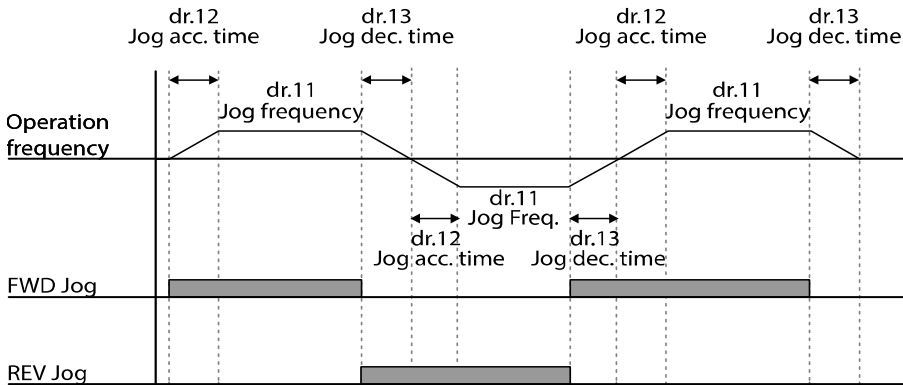 dr.12
Jog acc. time
dr.13
Jog dec. time
dr.12
Jog acc. time
dr.13
Jog dec. time
dr.11
Jog frequency
dr.11
Jog frequency
Operation
frequency
dr.11
Jog Freq.
dr.12
Jog acc. time
dr.13
Jog dec. time
FWD Jog
REV Jog